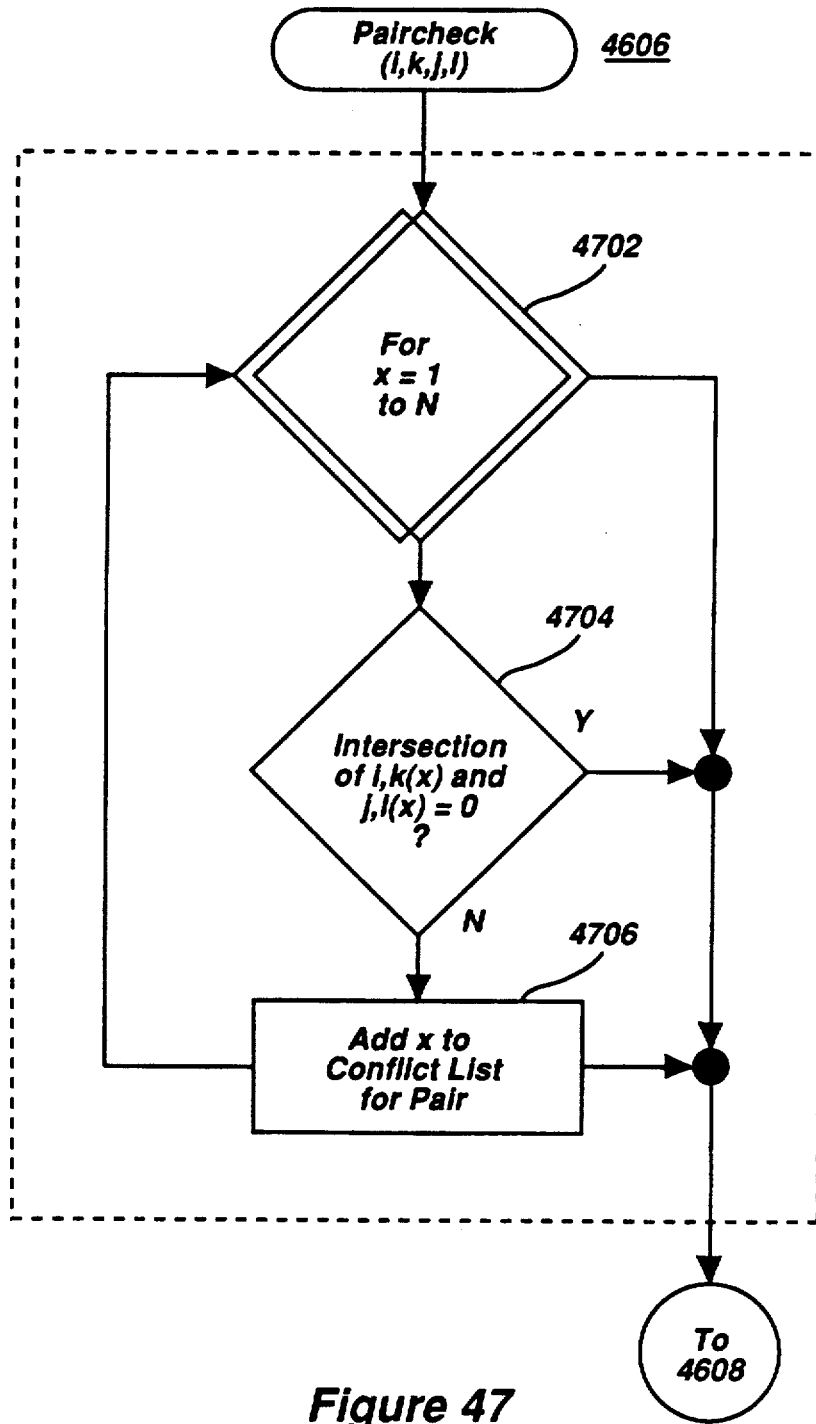 Paircheck
(i,k,j,l)
4606
4702
For
x = 1
to N
4704
Y
Intersection
of i,k(x) and
j,l(x) = 0
?
N
4706
Add x to
Conflict List
for Pair
To
4608
Figure 47